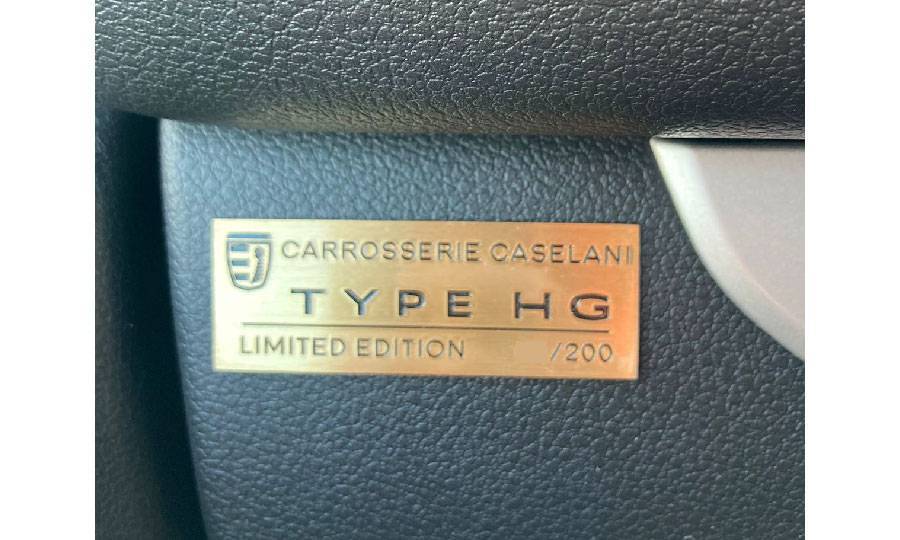 CARROSSERIE CASELANI
TYPE HG
LIMITED EDITION /200